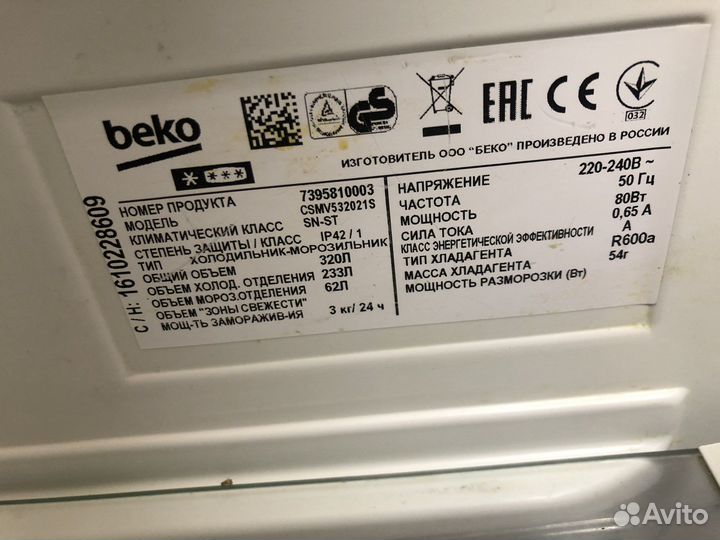 beko
EAC CE
032
ИЗГОТОВИТЕЛЬ ООО "БЕКО" ПРОИЗВЕДЕНО В РОССИИ
С / Н: 1610228609
НОМЕР ПРОДУКТА 7395810003
МОДЕЛЬ CSMV532021S
КЛИМАТИЧЕСКИЙ КЛАСС SN-ST
СТЕПЕНЬ ЗАЩИТЫ / КЛАСС IP42 / 1
ТИП ХОЛОДИЛЬНИК-МОРОЗИЛЬНИК
ОБЩИЙ ОБЪЕМ 320Л
ОБЪЕМ ХОЛОД. ОТДЕЛЕНИЯ 233Л
ОБЪЕМ МОРОЗ.ОТДЕЛЕНИЯ 62Л
ОБЪЕМ "ЗОНЫ СВЕЖЕСТИ"
МОЩ-ТЬ ЗАМОРАЖИВ-ИЯ 3 кг/ 24 ч
НАПРЯЖЕНИЕ 220-240В ~
ЧАСТОТА 50 Гц
МОЩНОСТЬ 80Вт
СИЛА ТОКА 0,65 А
КЛАСС ЭНЕРГЕТИЧЕСКОЙ ЭФФЕКТИВНОСТИ А
ТИП ХЛАДАГЕНТА R600a
МАССА ХЛАДАГЕНТА 54г
МОЩНОСТЬ РАЗМОРОЗКИ (Вт)
Avito